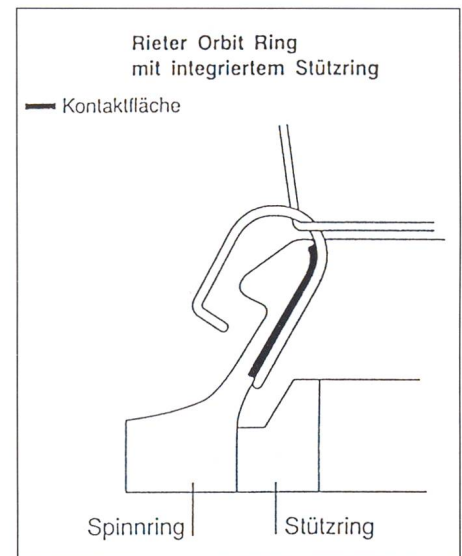 Rieter Orbit Ring
mit integriertem Stützring
Kontaktfläche
Spinnring
Stützring